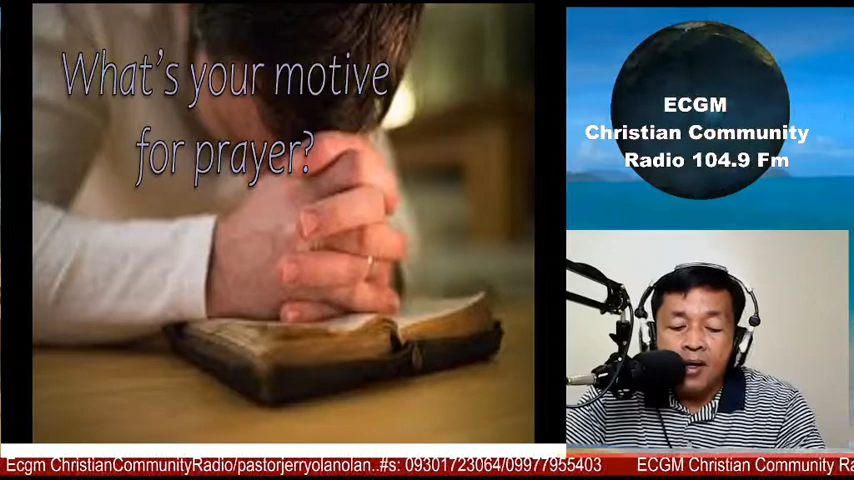 What's your motive
for prayer?
ECGM
Christian Community
Radio 104.9 Fm
Ecgm ChristianCommunityRadio/pastorjerryolanolan..#s: 09301723064/09977955403 ECGM Christian Community Ra